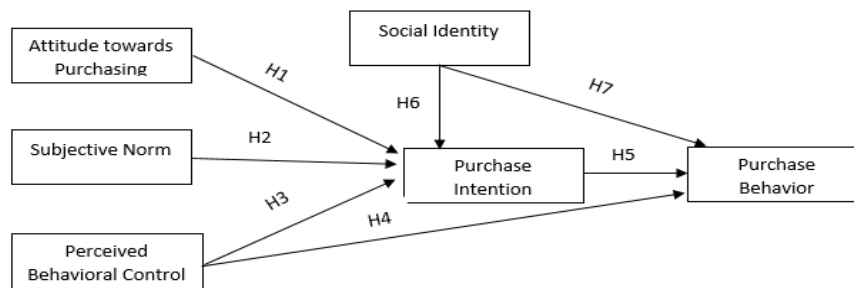 Social Identity
Attitude towards
Purchasing
H1
H7
H6
H2
Subjective Norm
Purchase
Intention
H5
Purchase
Behavior
H3
H4
Perceived
Behavioral Control